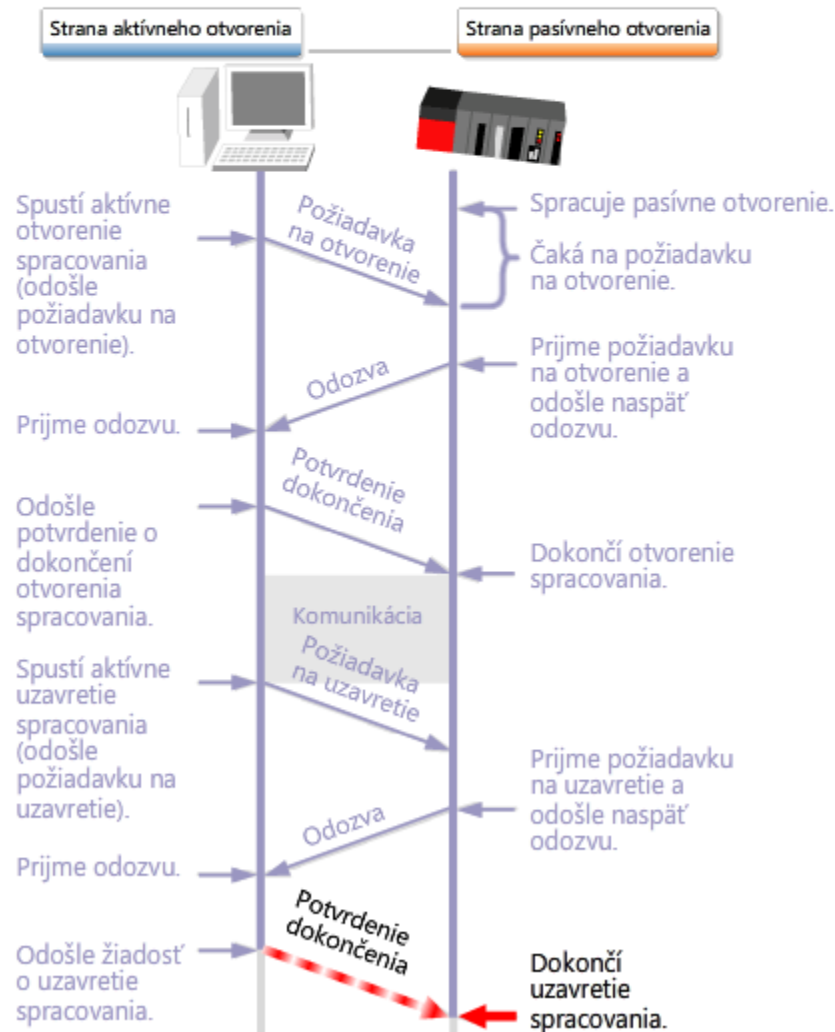 Strana aktívneho otvorenia
Strana pasívneho otvorenia
Spustí aktívne
otvorenie
spracovania
(odošle
požiadavku na
otvorenie).
Požiadavka
na otvorenie
Spracuje pasívne otvorenie.
Čaká na požiadavku
na otvorenie.
Prijme požiadavku
na otvorenie a
odošle naspäť
odozvu.
Odozva
Prijme odozvu.
Potvrdenie
dokončenia
Odošle
potvrdenie o
dokončení
otvorenia
spracovania.
Dokončí otvorenie
spracovania.
Komunikácia
Spustí aktívne
uzavretie
spracovania
(odošle
požiadavku na
uzavretie).
Požiadavka
na uzavretie
Prijme požiadavku
na uzavretie a
odošle naspäť
odozvu.
Odozva
Prijme odozvu.
Potvrdenie
dokončenia
Odošle žiadosť
o uzavretie
spracovania.
Dokončí
uzavretie
spracovania.